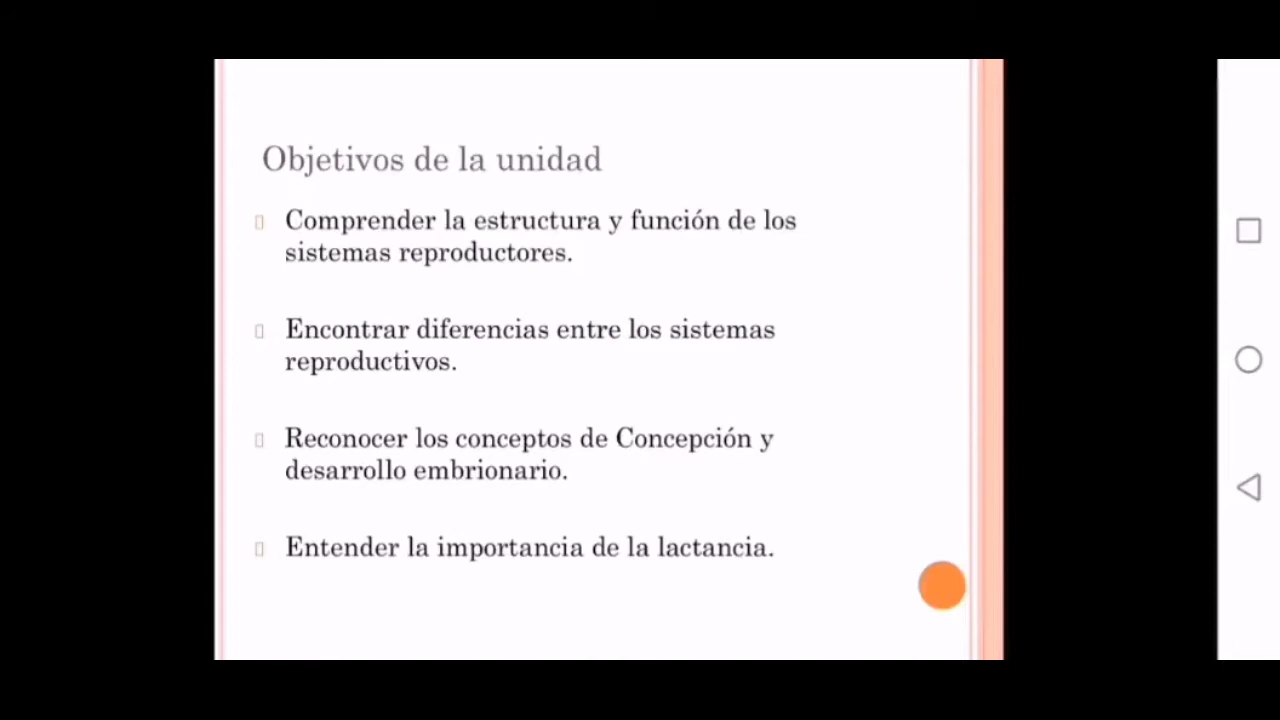 Objetivos de la unidad
Comprender la estructura y función de los
sistemas reproductores.
Encontrar diferencias entre los sistemas
reproductivos.
Reconocer los conceptos de Concepción y
desarrollo embrionario.
Entender la importancia de la lactancia.